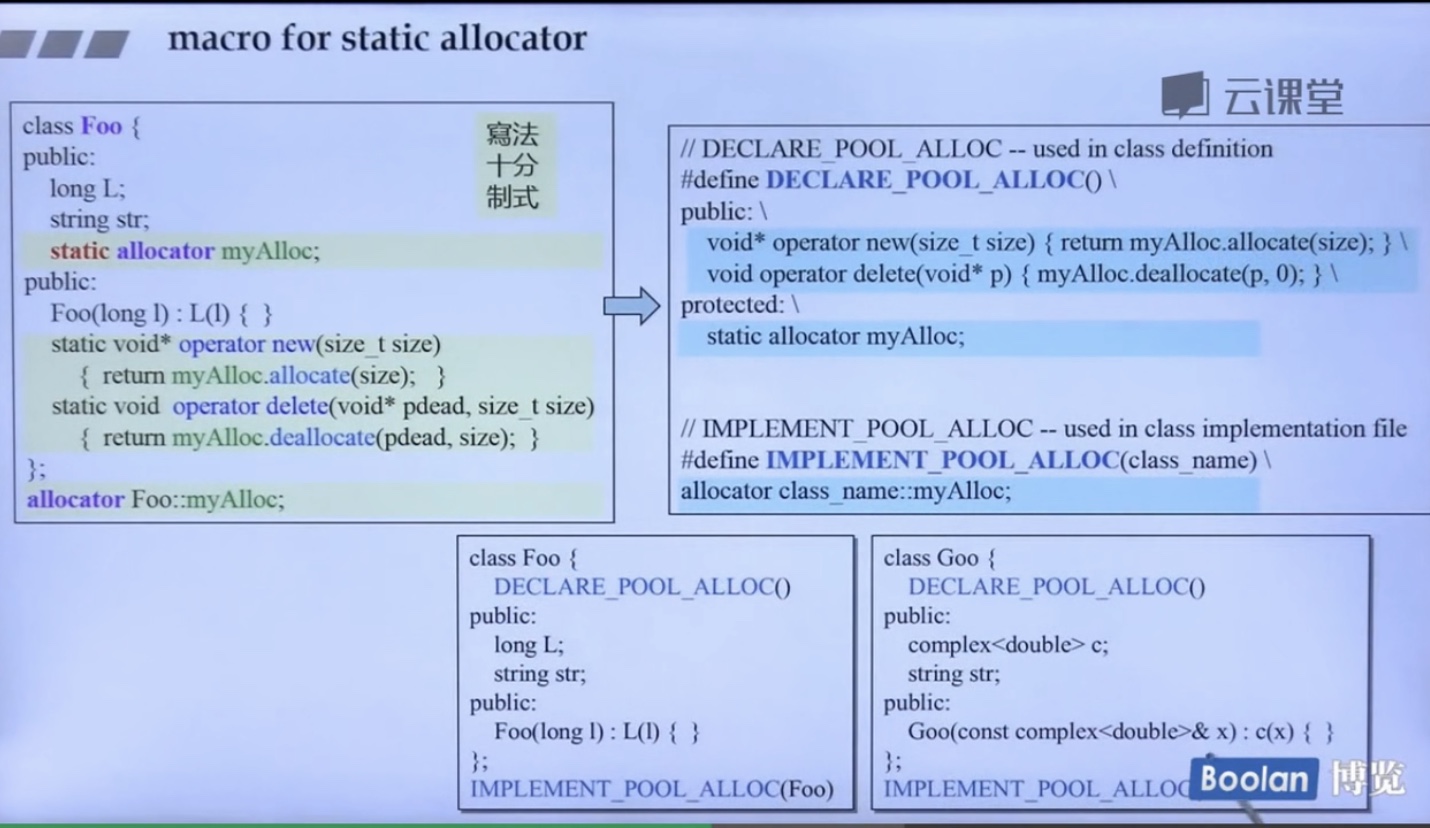 macro for static allocator
云课堂
class Foo {
public:
long L;
string str;
static allocator myAlloc;
public:
Foo(long l) : L(l) { }
static void* operator new(size_t size)
{ return myAlloc.allocate(size); }
static void operator delete(void* pdead, size_t size)
{ return myAlloc.deallocate(pdead, size); }
};
allocator Foo::myAlloc;
寫法
十分
制式
// DECLARE_POOL_ALLOC -- used in class definition
#define DECLARE_POOL_ALLOC() \
public: \
void* operator new(size_t size) { return myAlloc.allocate(size); } \
void operator delete(void* p) { myAlloc.deallocate(p, 0); } \
protected: \
static allocator myAlloc;
// IMPLEMENT_POOL_ALLOC -- used in class implementation file
#define IMPLEMENT_POOL_ALLOC(class_name) \
allocator class_name::myAlloc;
class Foo {
DECLARE_POOL_ALLOC()
public:
long L;
string str;
public:
Foo(long l) : L(l) { }
};
IMPLEMENT_POOL_ALLOC(Foo)
class Goo {
DECLARE_POOL_ALLOC()
public:
complex<double> c;
string str;
public:
Goo(const complex<double>& x) : c(x) { }
};
IMPLEMENT_POOL_ALLOC
Boolan 博览